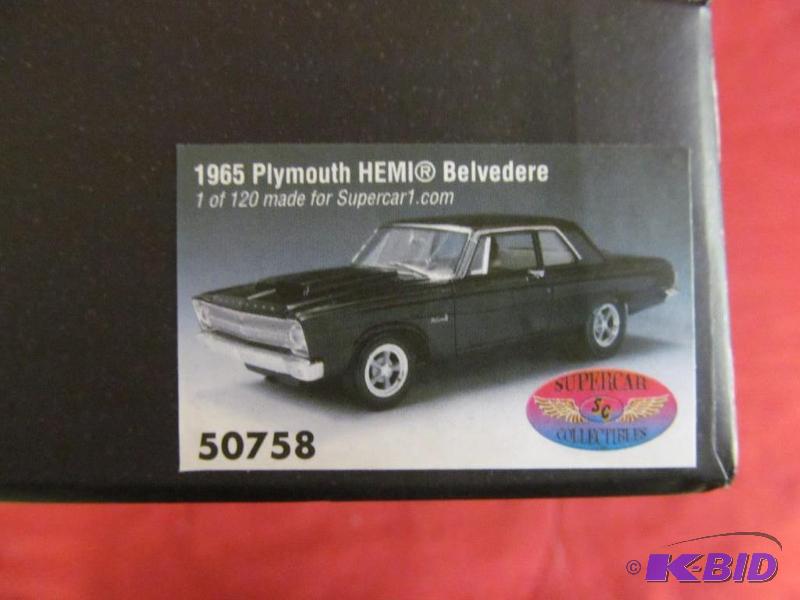 1965 Plymouth HEMI® Belvedere
1 of 120 made for Supercar1.com
SUPERCAR
SC
COLLECTIBLES
50758
© K-BID